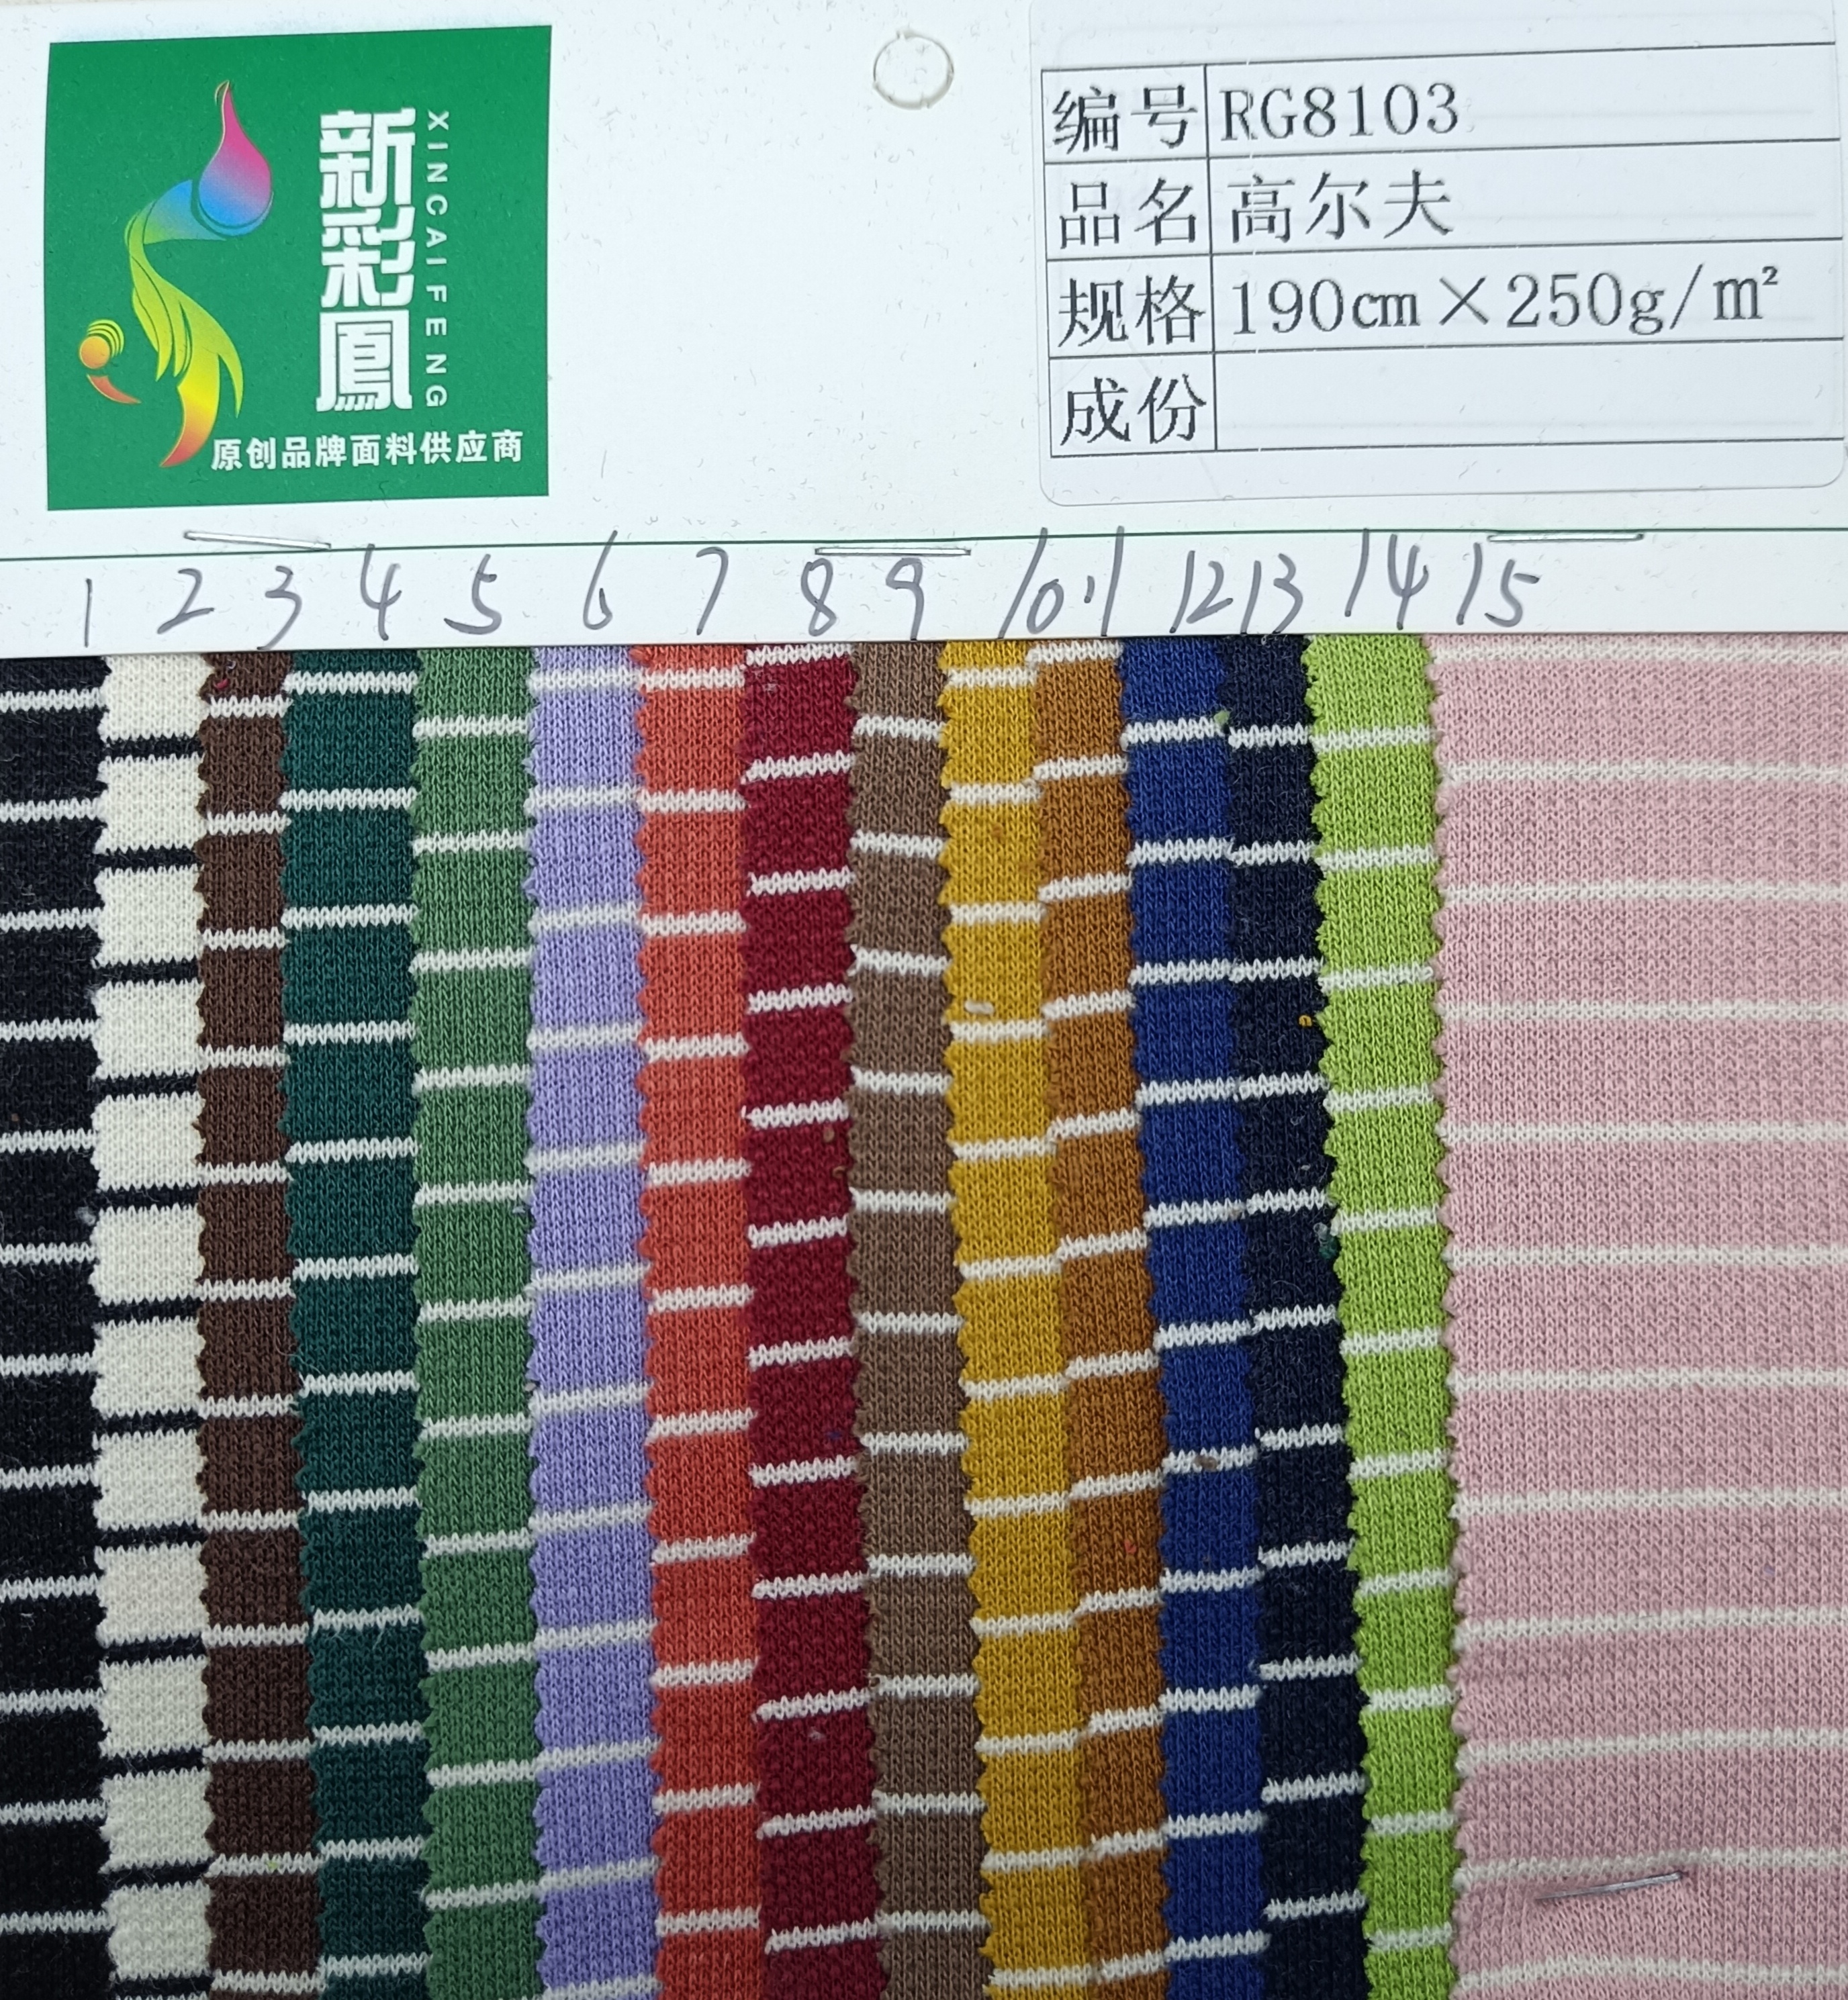 新彩鳳
XINCAIFENG
原创品牌面料供应商
编号 RG8103
品名 高尔夫
规格 190cm×250g/m²
成份
1 2 3 4 5 6 7 8 9 10 11 12 13 14 15